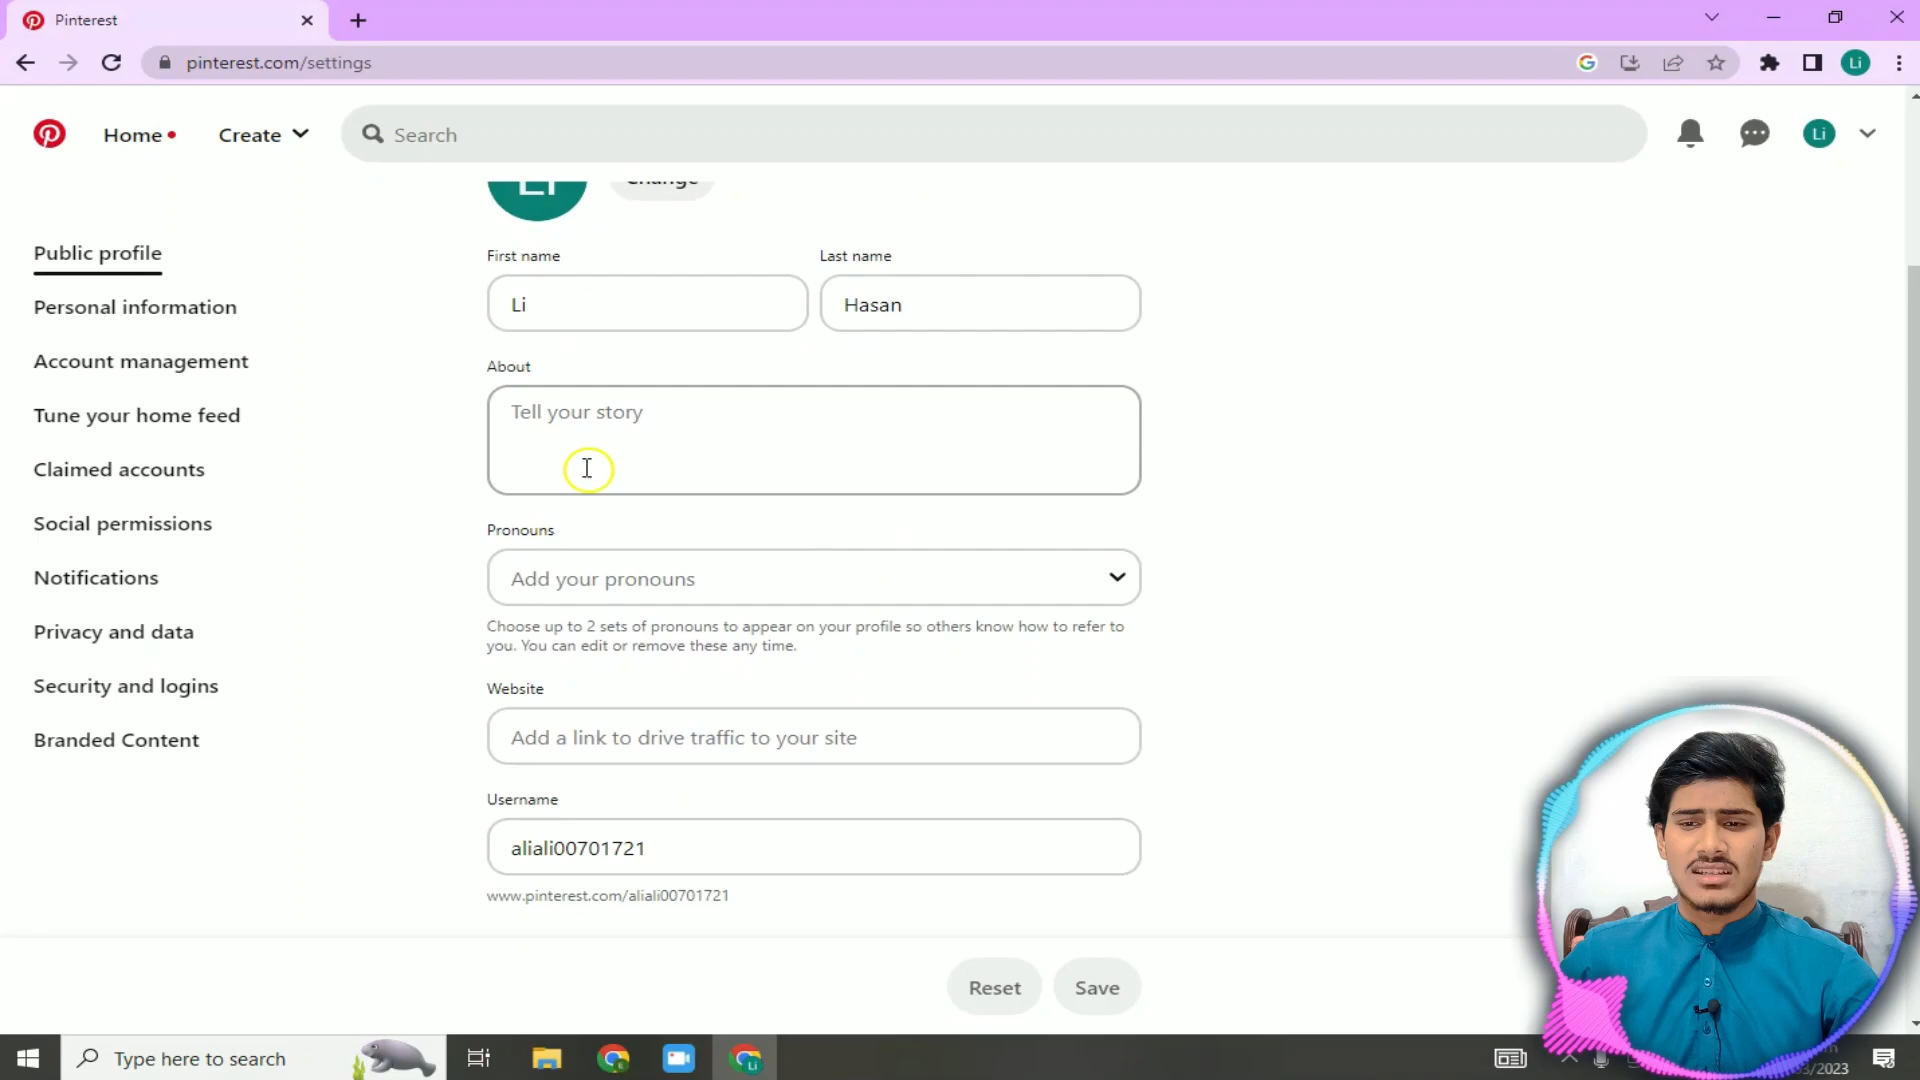 Pinterest
pinterest.com/settings
Li
Home
Create
Search
Li
Change
Public profile
Personal information
Account management
Tune your home feed
Claimed accounts
Social permissions
Notifications
Privacy and data
Security and logins
Branded Content
First name
Last name
Li
Hasan
About
Tell your story
Pronouns
Add your pronouns
Choose up to 2 sets of pronouns to appear on your profile so others know how to refer to
you. You can edit or remove these any time.
Website
Add a link to drive traffic to your site
Username
aliali00701721
www.pinterest.com/aliali00701721
Reset
Save
Type here to search